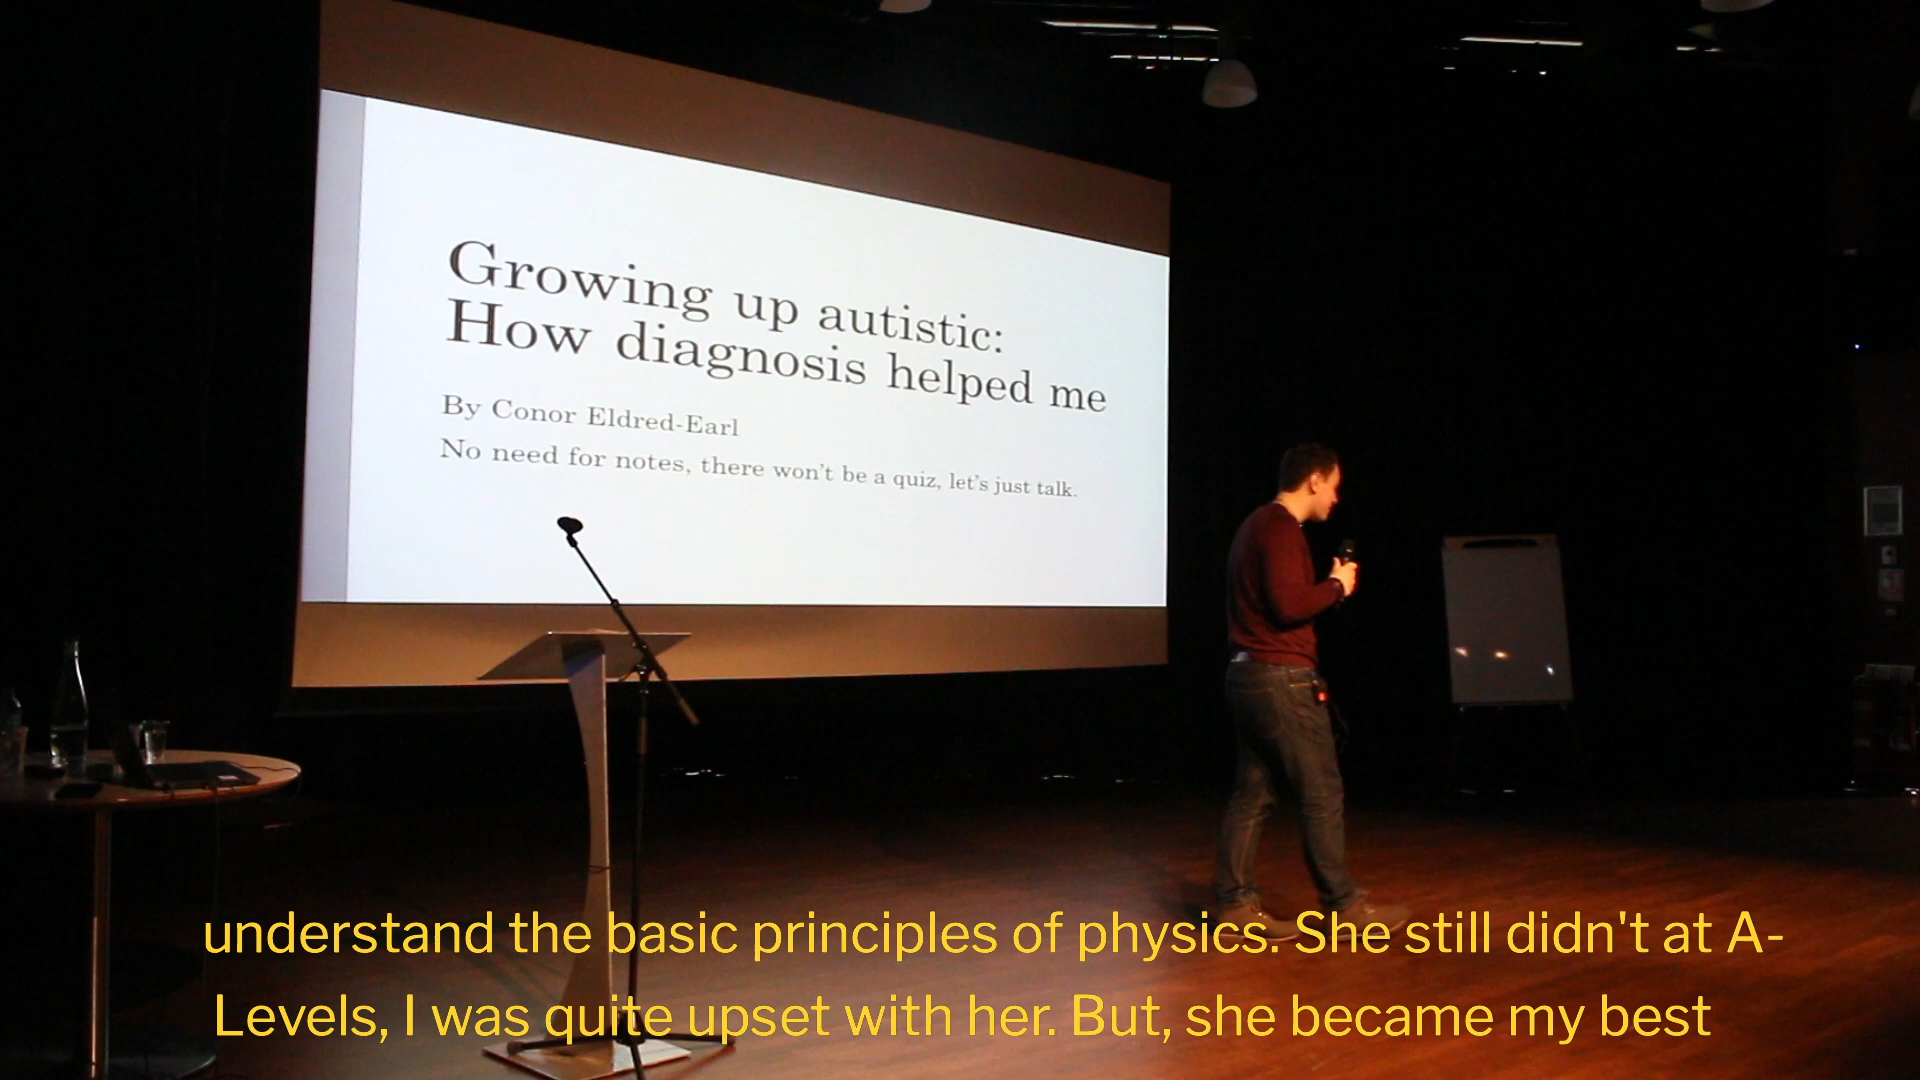 Growing up autistic:
How diagnosis helped me
By Conor Eldred-Earl
No need for notes, there won't be a quiz, let's just talk.
understand the basic principles of physics. She still didn't at A-
Levels, I was quite upset with her. But, she became my best